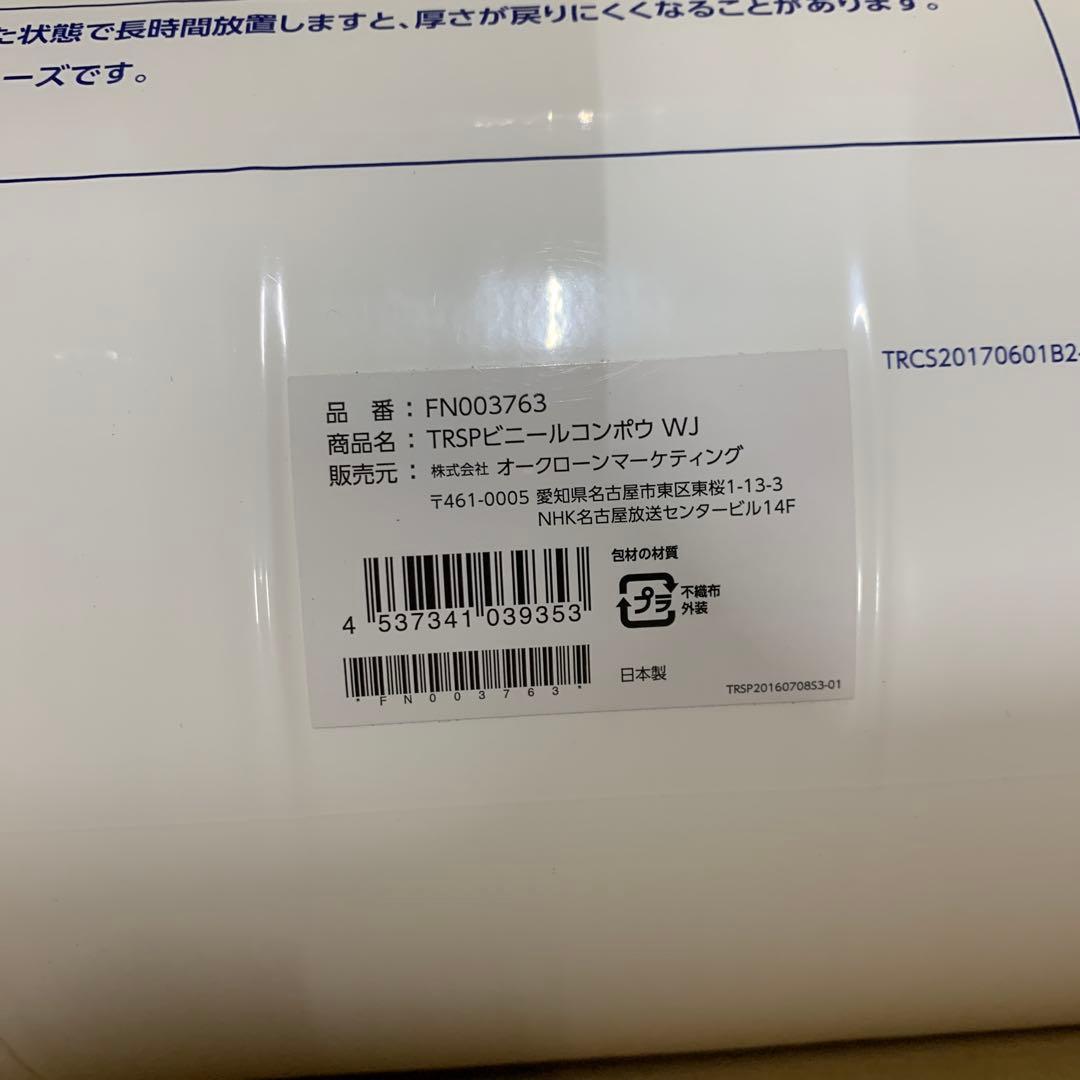 た状態で長時間放置しますと、厚さが戻りにくくなることがあります。
ーズです。
TRCS20170601B2-
品 番：FN003763
商品名：TRSPビニールコンポウ WJ
販売元：株式会社 オークローンマーケティング
〒461-0005 愛知県名古屋市東区東桜1-13-3
NHK名古屋放送センタービル14F
包材の材質
プラ
不織布
外装
4 537341 039353
*FN003763*
日本製
TRSP20160708S3-01